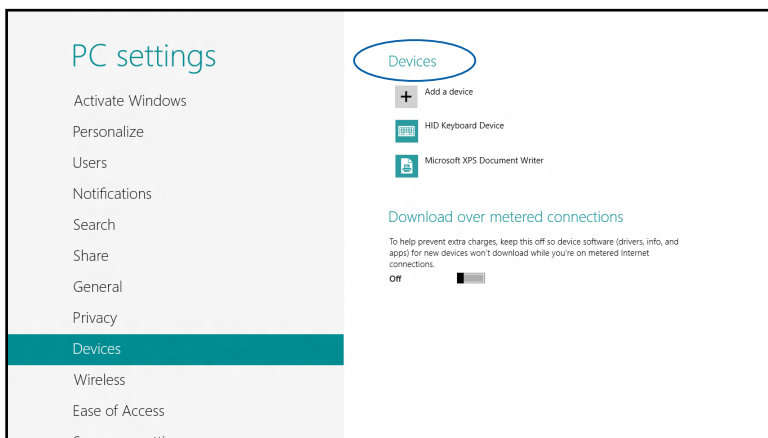 PC settings
Activate Windows
Personalize
Users
Notifications
Search
Share
General
Privacy
Devices
Wireless
Ease of Access
Devices
Add a device
HID Keyboard Device
Microsoft XPS Document Writer
Download over metered connections
To help prevent extra charges, keep this off so device software (drivers, info, and
apps) for new devices won't download while you're on metered Internet
connections.
Off